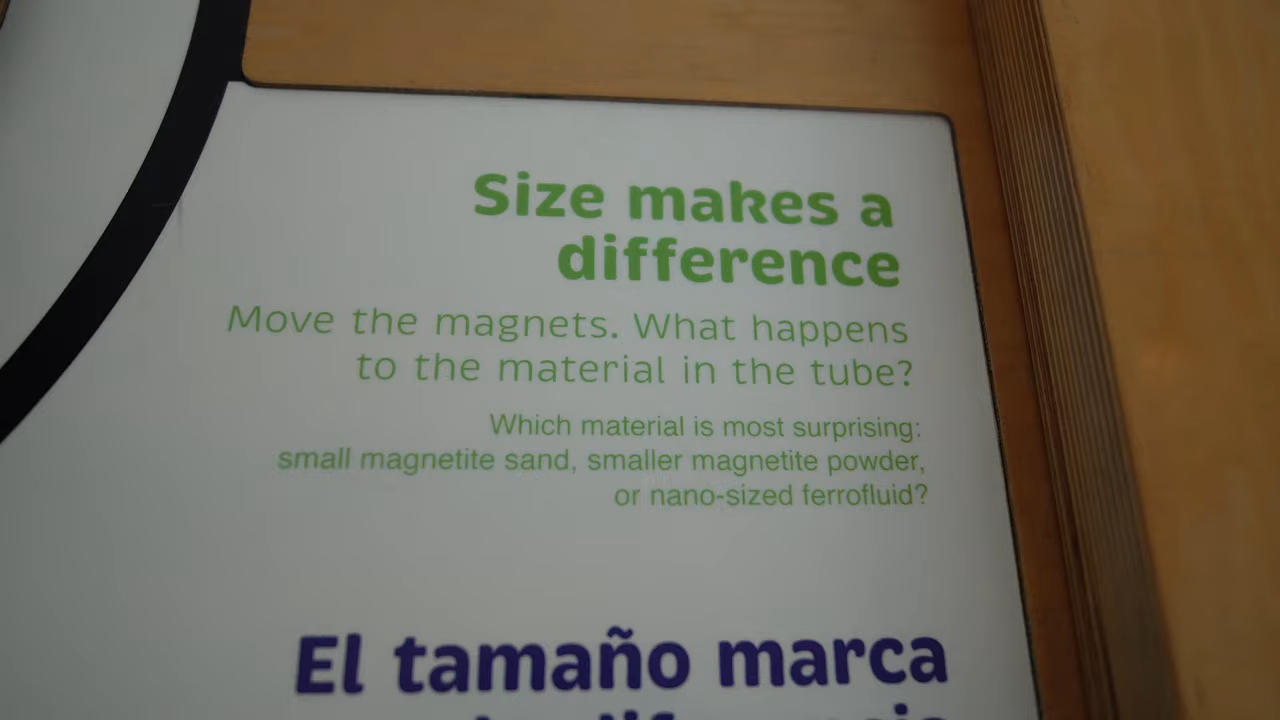 Size makes a
difference
Move the magnets. What happens
to the material in the tube?
Which material is most surprising:
small magnetite sand, smaller magnetite powder,
or nano-sized ferrofluid?
El tamaño marca